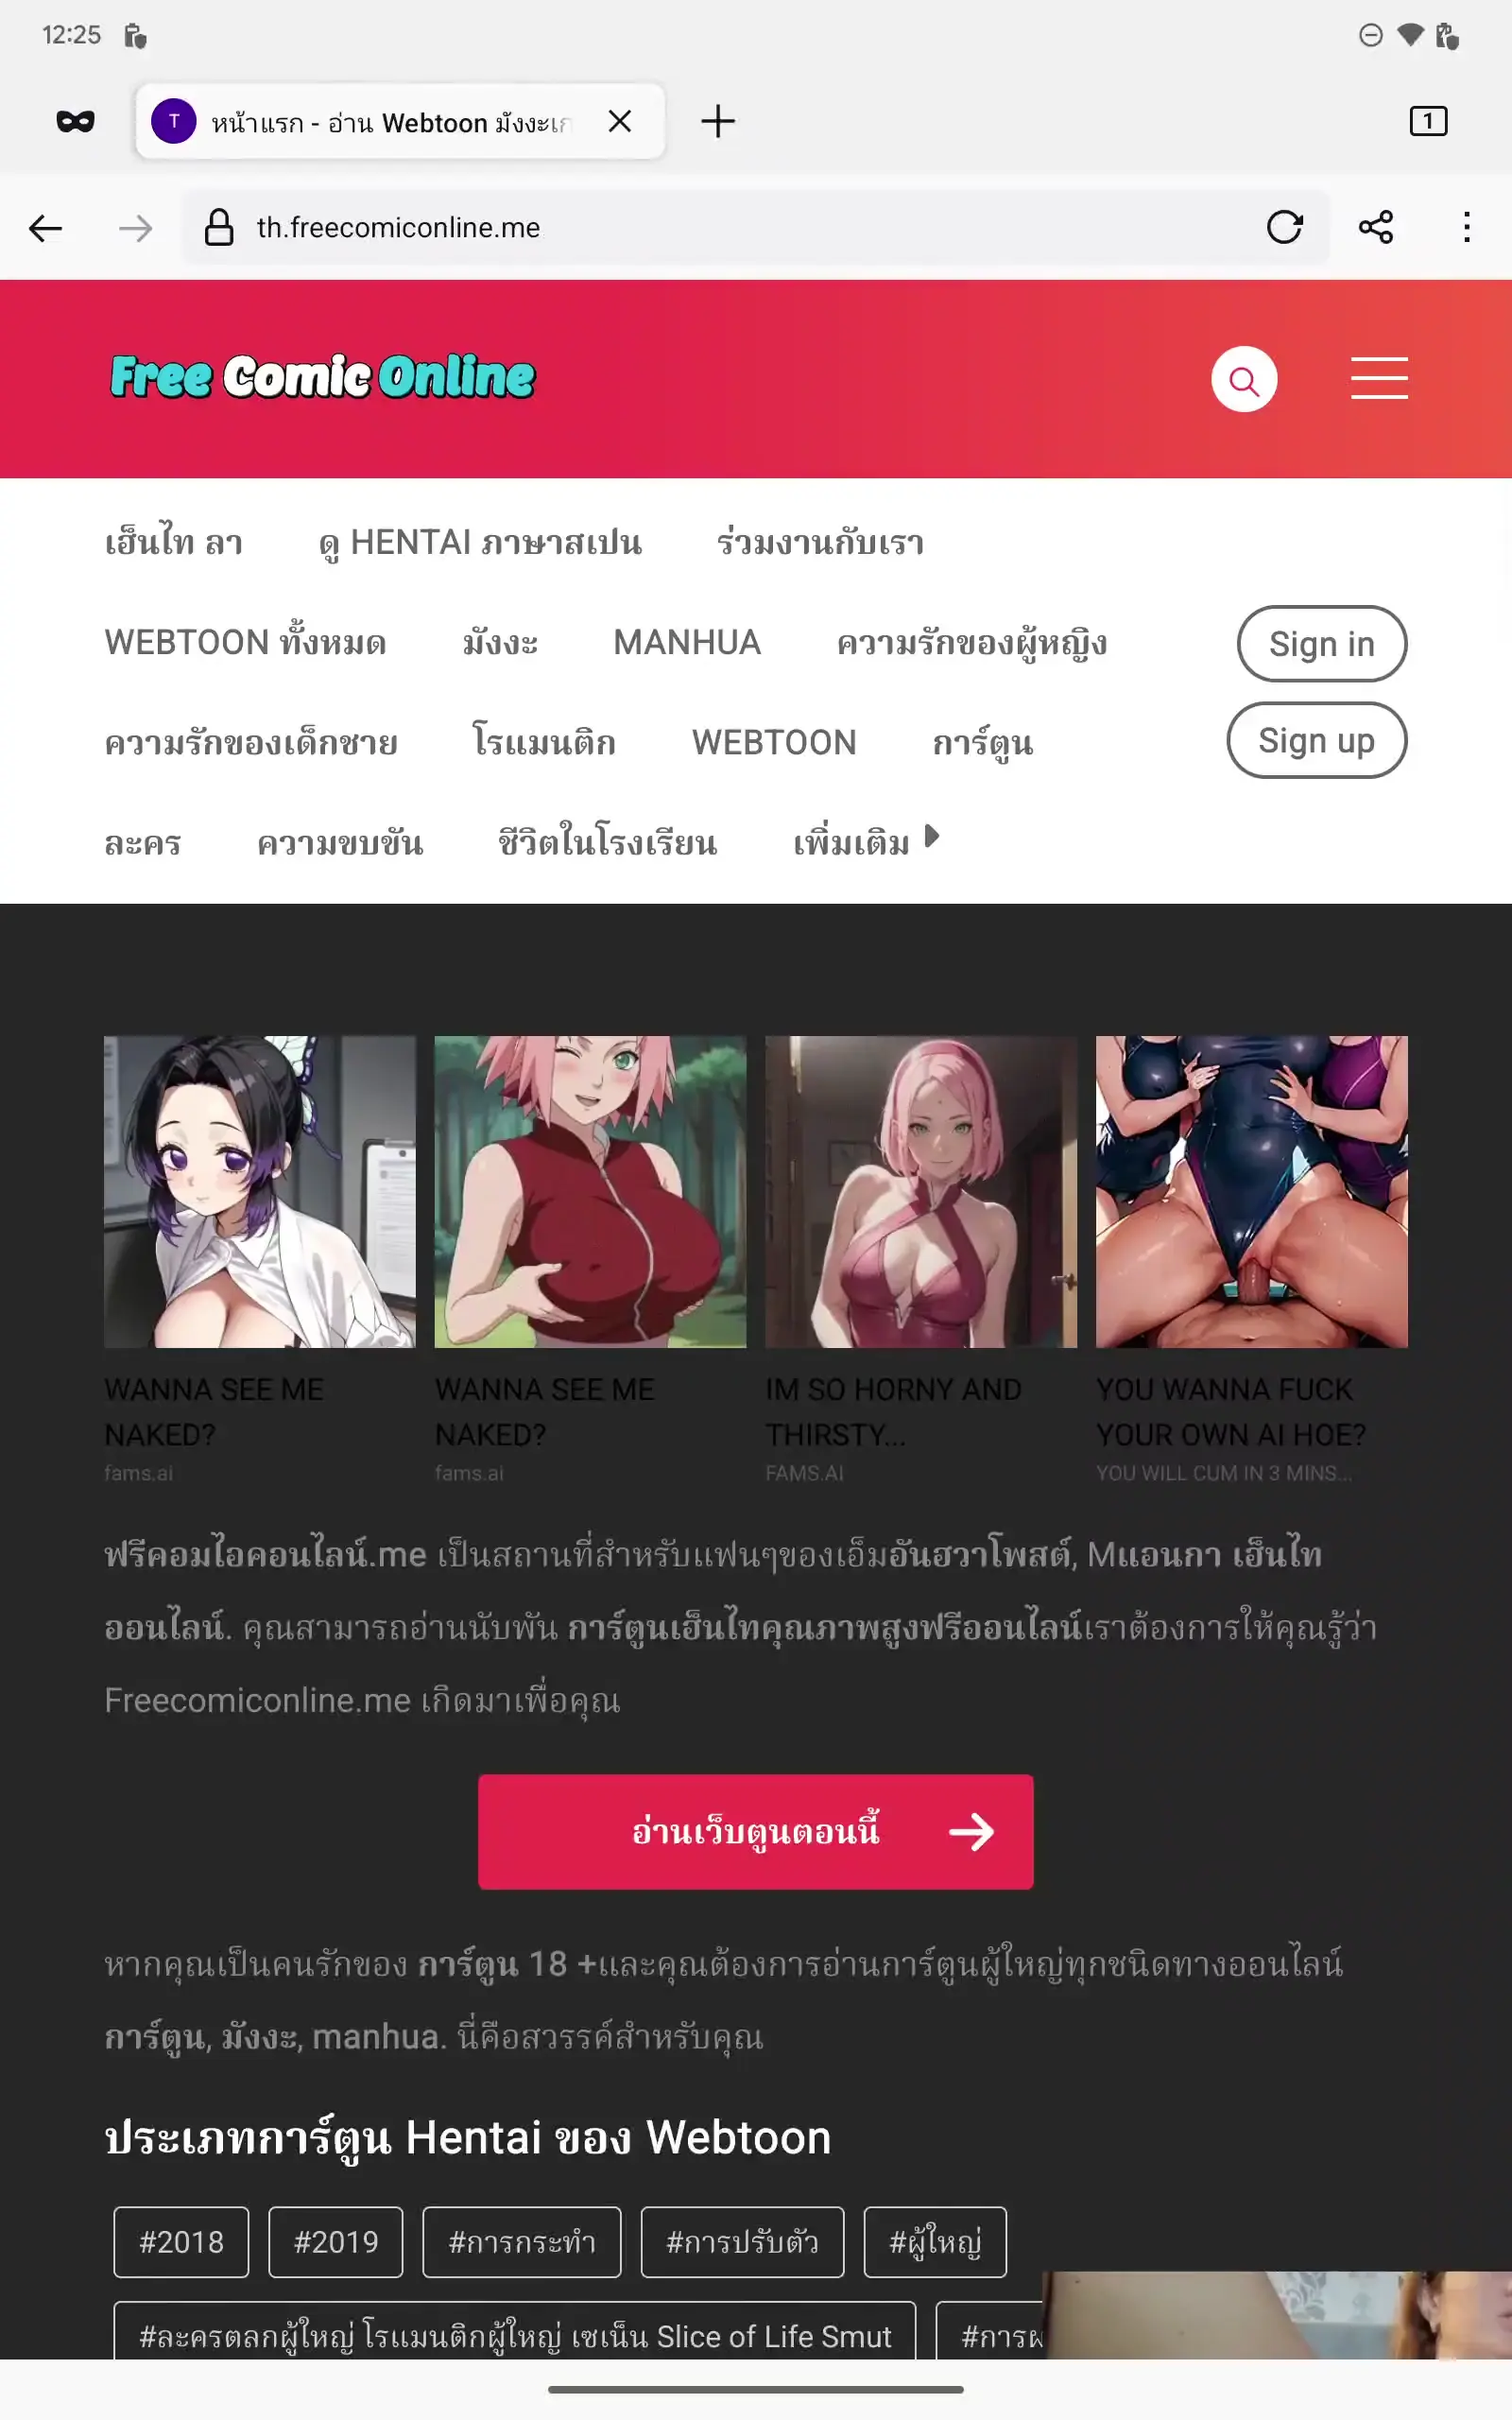 12:25
T หน้าแรก - อ่าน Webtoon มังงะเก
1
th.freecomiconline.me
Free Comic Online
เฮ็นไท ลา ดู HENTAI ภาษาสเปน ร่วมงานกับเรา
WEBTOON ทั้งหมด มังงะ MANHUA ความรักของผู้หญิง
Sign in
ความรักของเด็กชาย โรแมนติก WEBTOON การ์ตูน
Sign up
ละคร ความขบขัน ชีวิตในโรงเรียน เพิ่มเติม
WANNA SEE ME
NAKED?
fams.ai
WANNA SEE ME
NAKED?
fams.ai
IM SO HORNY AND
THIRSTY...
FAMS.AI
YOU WANNA FUCK
YOUR OWN AI HOE?
YOU WILL CUM IN 3 MINS...
ฟรีคอมไอคอนไลน์.me เป็นสถานที่สำหรับแฟนๆของเอ็มอันฮวาโพสต์, Mแอนกา เฮ็นไท
ออนไลน์. คุณสามารถอ่านนับพัน การ์ตูนเฮ็นไทคุณภาพสูงฟรีออนไลน์เราต้องการให้คุณรู้ว่า
Freecomiconline.me เกิดมาเพื่อคุณ
อ่านเว็บตูนตอนนี้
หากคุณเป็นคนรักของ การ์ตูน 18 +และคุณต้องการอ่านการ์ตูนผู้ใหญ่ทุกชนิดทางออนไลน์
การ์ตูน, มังงะ, manhua. นี่คือสวรรค์สำหรับคุณ
ประเภทการ์ตูน Hentai ของ Webtoon
#2018 #2019 #การกระทำ #การปรับตัว #ผู้ใหญ่
#ละครตลกผู้ใหญ่ โรแมนติกผู้ใหญ่ เซเน็น Slice of Life Smut #การผ